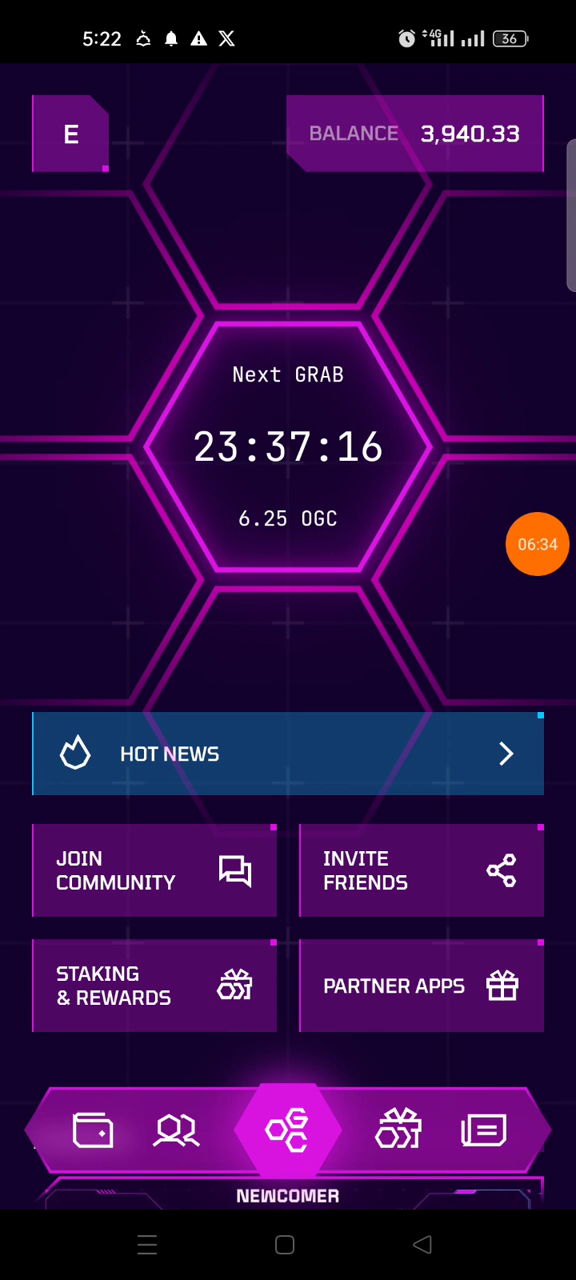 5:22
4G
36
E
BALANCE 3,940.33
Next GRAB
23:37:16
6.25 OGC
06:34
HOT NEWS
JOIN
COMMUNITY
INVITE
FRIENDS
STAKING
& REWARDS
PARTNER APPS
NEWCOMER